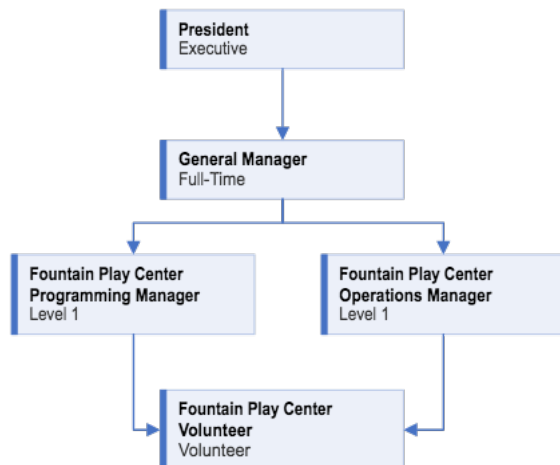 President
Executive
General Manager
Full-Time
Fountain Play Center
Programming Manager
Level 1
Fountain Play Center
Operations Manager
Level 1
Fountain Play Center
Volunteer
Volunteer